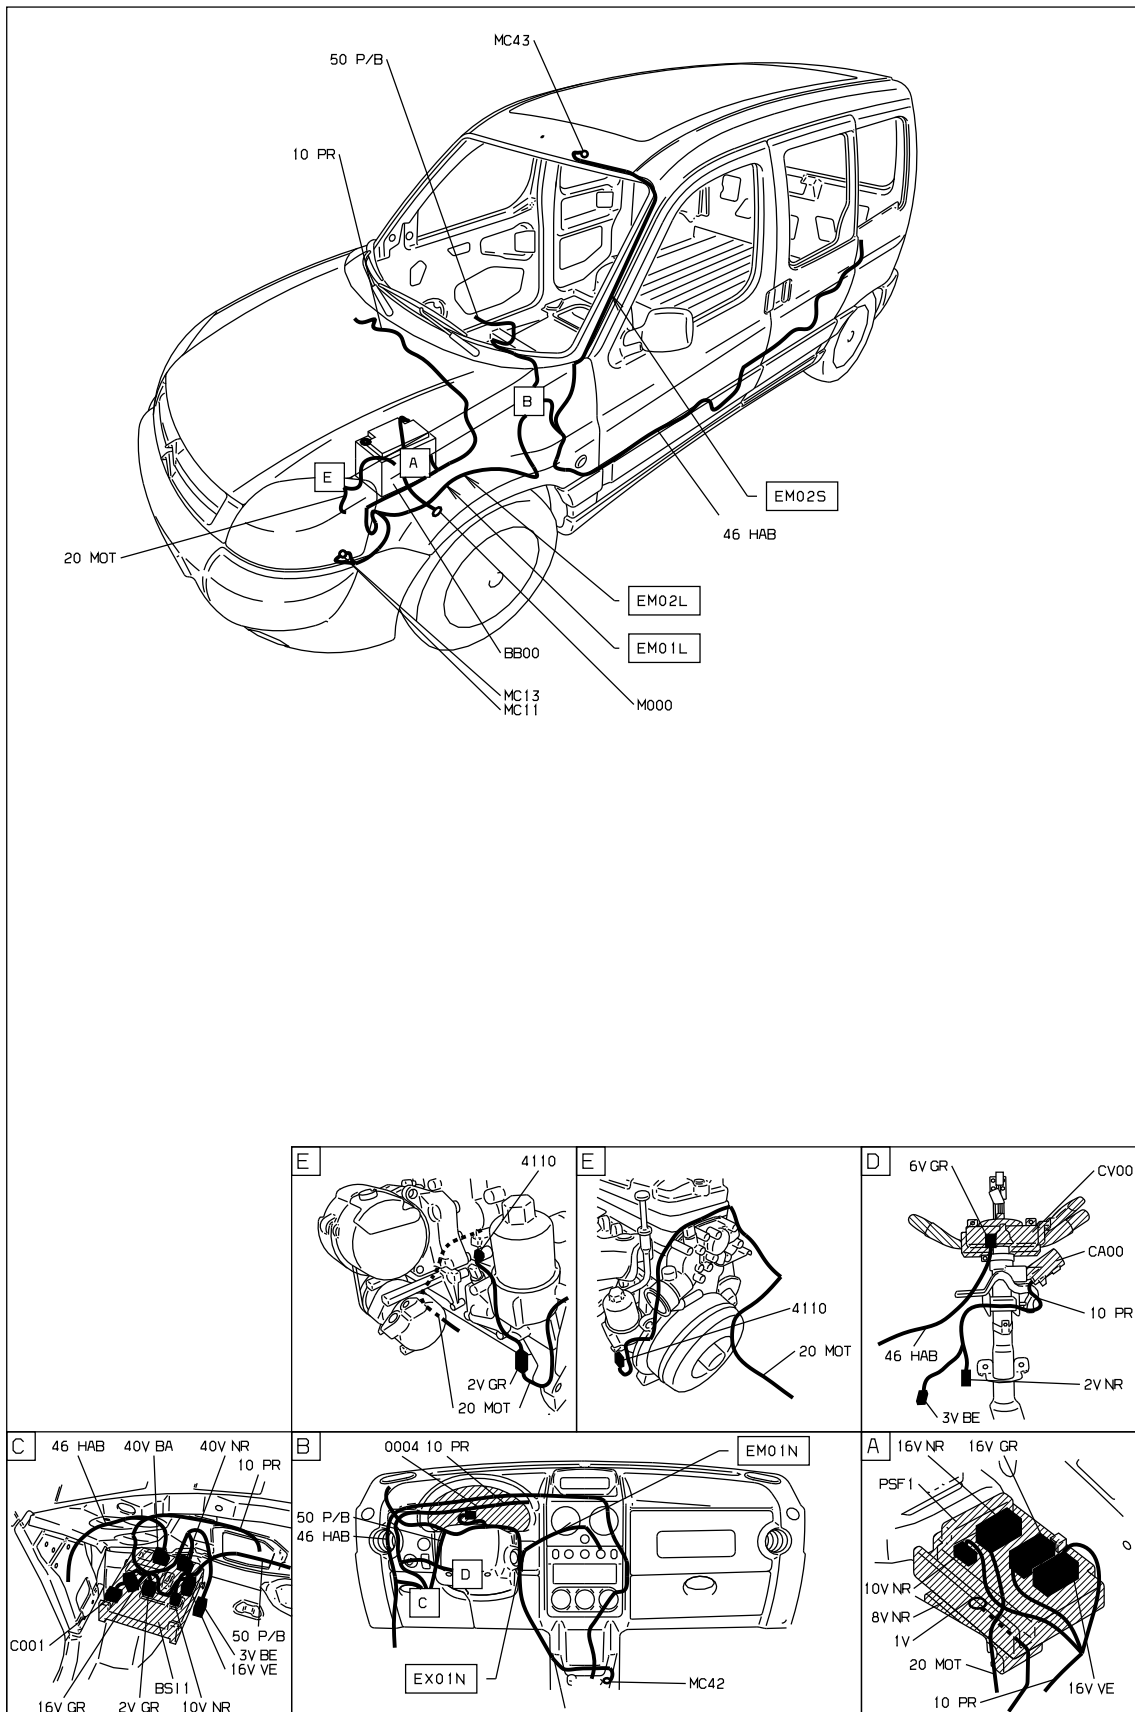 MC43
50 P/B
10 PR
B
A
E
EM02S
46 HAB
20 MOT
EM02L
EM01L
BB00
MC13
MC11
M000
E
4110
2V GR
20 MOT
E
4110
20 MOT
D
6V GR
CV00
CA00
10 PR
46 HAB
2V NR
3V BE
C
46 HAB
40V BA
40V NR
10 PR
C001
50 P/B
3V BE
16V VE
BSI1
16V GR
2V GR
10V NR
B
0004 10 PR
EM01N
50 P/B
46 HAB
D
C
EX01N
MC42
A
16V NR
16V GR
PSF1
10V NR
8V NR
1V
20 MOT
10 PR
16V VE